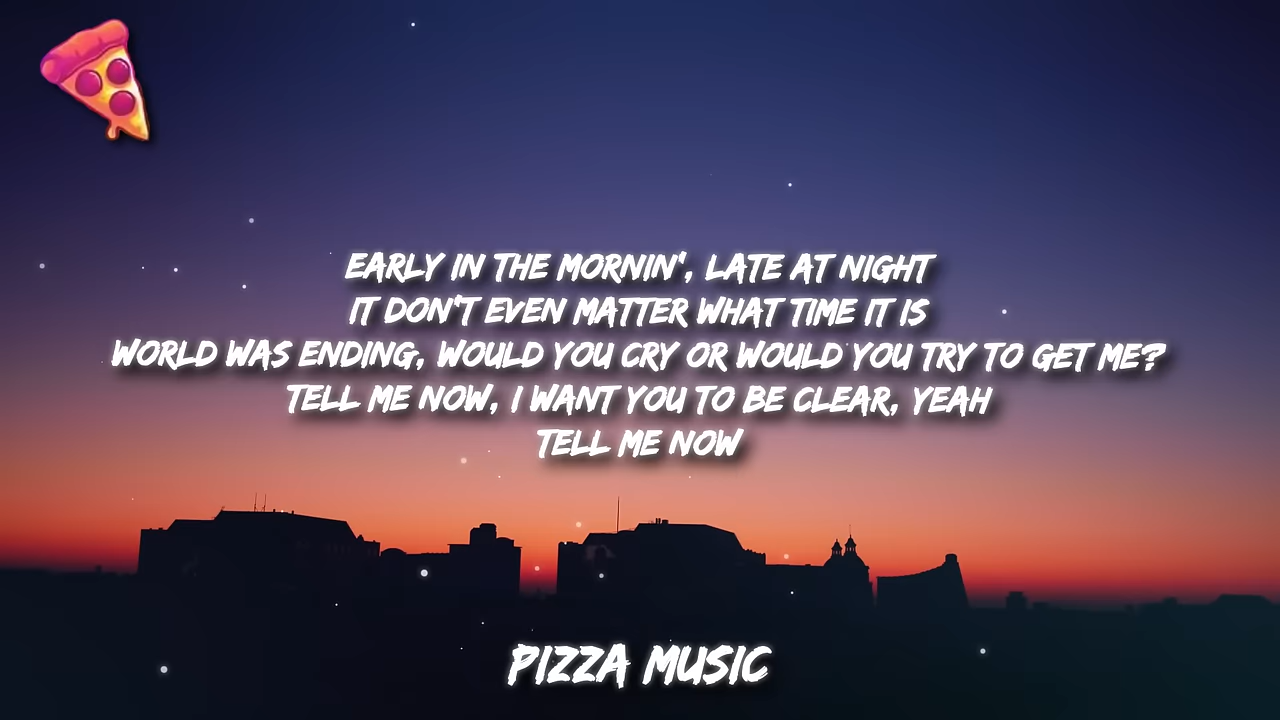 EARLY IN THE MORNIN', LATE AT NIGHT
IT DON'T EVEN MATTER WHAT TIME IT IS
WORLD WAS ENDING, WOULD YOU CRY OR WOULD YOU TRY TO GET ME?
TELL ME NOW, I WANT YOU TO BE CLEAR, YEAH
TELL ME NOW
PIZZA MUSIC